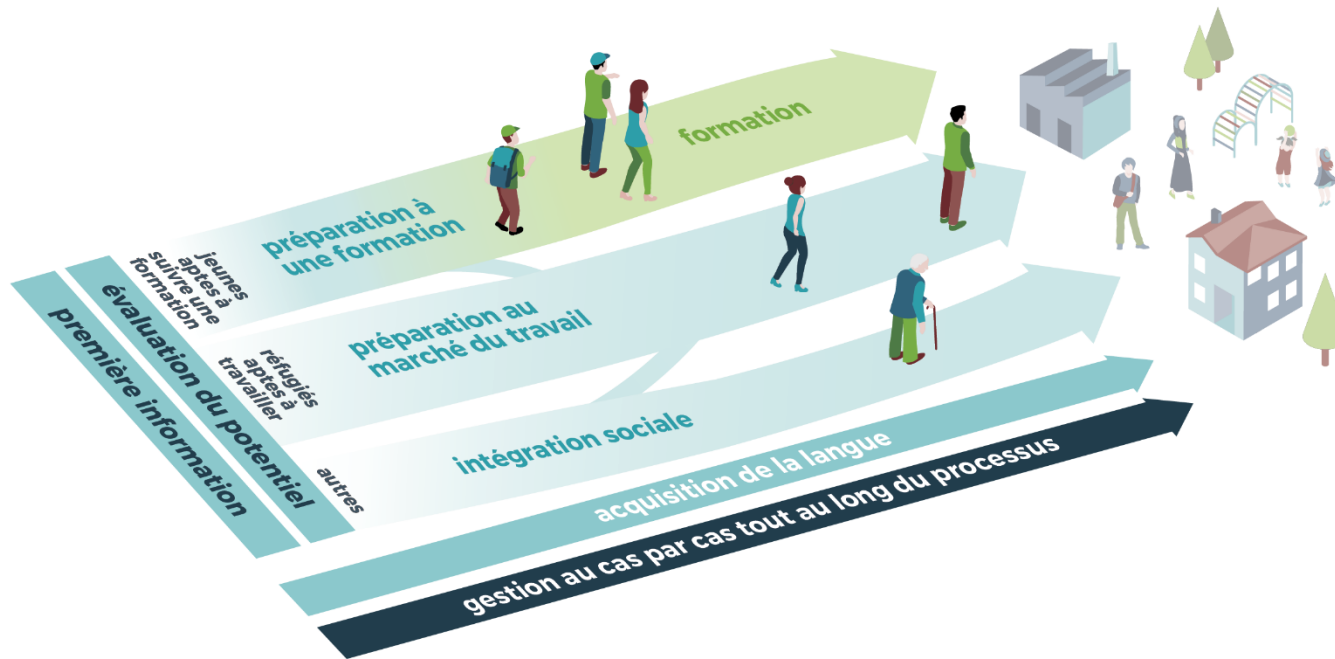 première information
évaluation du potentiel
jeunes
aptes à
suivre une
formation
préparation à
une formation
formation
réfugiés
aptes à
travailler
préparation au
marché du travail
autres
intégration sociale
acquisition de la langue
gestion au cas par cas tout au long du processus